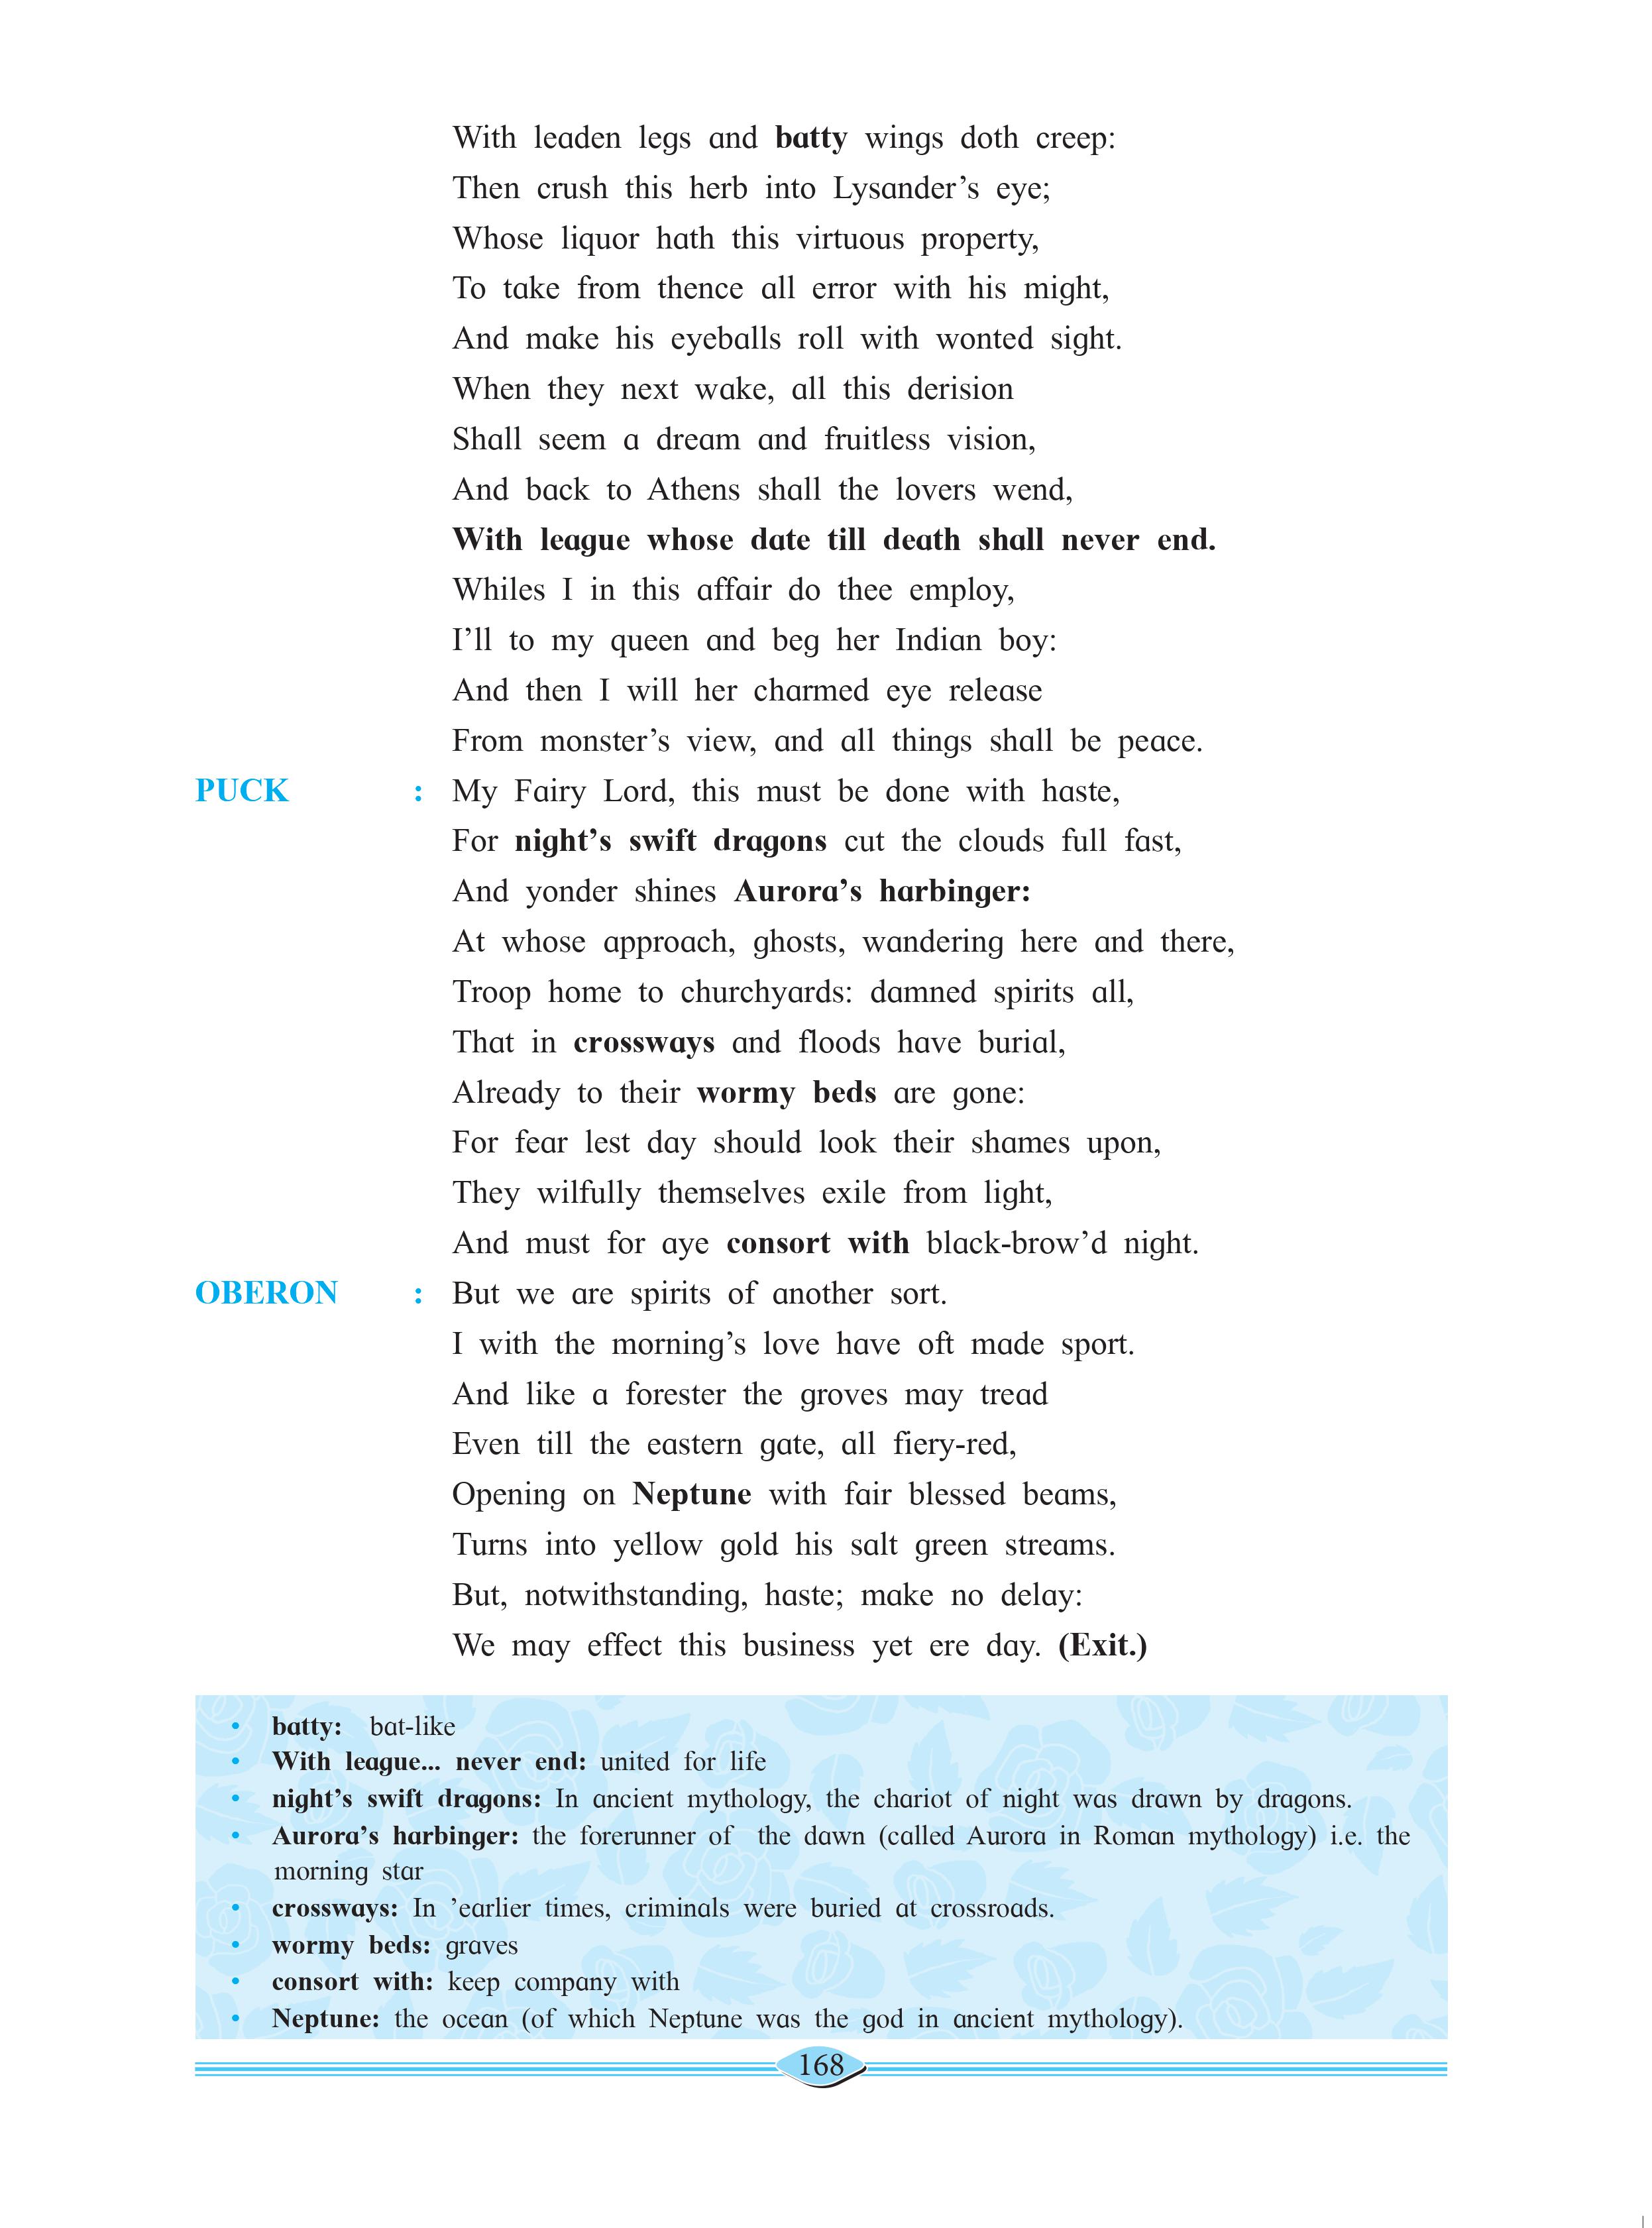 With leaden legs and batty wings doth creep:
Then crush this herb into Lysander’s eye;
Whose liquor hath this virtuous property,
To take from thence all error with his might,
And make his eyeballs roll with wonted sight.
When they next wake, all this derision
Shall seem a dream and fruitless vision,
And back to Athens shall the lovers wend,
With league whose date till death shall never end.
Whiles I in this affair do thee employ,
I’ll to my queen and beg her Indian boy:
And then I will her charmed eye release
From monster’s view, and all things shall be peace.
PUCK : My Fairy Lord, this must be done with haste,
For night’s swift dragons cut the clouds full fast,
And yonder shines Aurora’s harbinger:
At whose approach, ghosts, wandering here and there,
Troop home to churchyards: damned spirits all,
That in crossways and floods have burial,
Already to their wormy beds are gone:
For fear lest day should look their shames upon,
They wilfully themselves exile from light,
And must for aye consort with black-brow’d night.
OBERON : But we are spirits of another sort.
I with the morning’s love have oft made sport.
And like a forester the groves may tread
Even till the eastern gate, all fiery-red,
Opening on Neptune with fair blessed beams,
Turns into yellow gold his salt green streams.
But, notwithstanding, haste; make no delay:
We may effect this business yet ere day. (Exit.)
• batty: bat-like
• With league... never end: united for life
• night’s swift dragons: In ancient mythology, the chariot of night was drawn by dragons.
• Aurora’s harbinger: the forerunner of the dawn (called Aurora in Roman mythology) i.e. the
morning star
• crossways: In ’earlier times, criminals were buried at crossroads.
• wormy beds: graves
• consort with: keep company with
• Neptune: the ocean (of which Neptune was the god in ancient mythology).
168